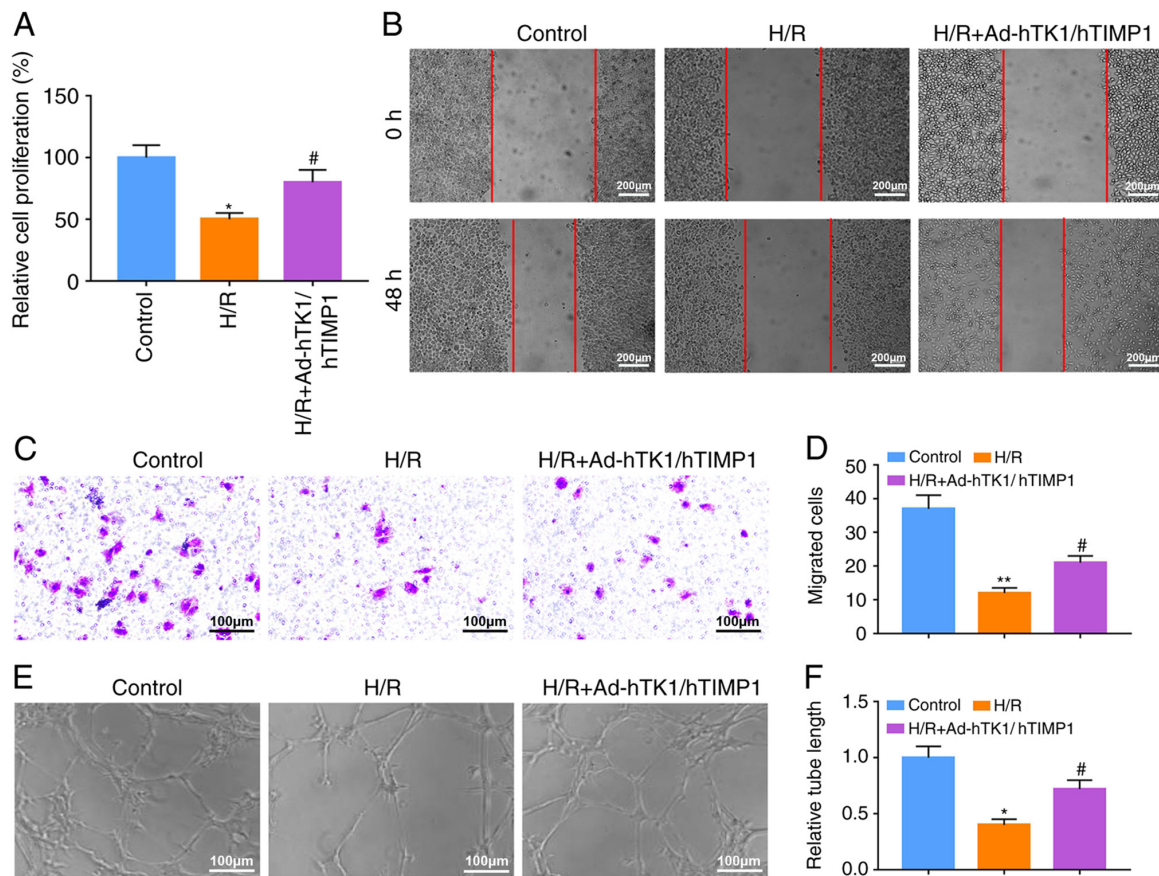 A
Relative cell proliferation (%)
150
100
50
0
*
#
Control
H/R
H/R+Ad-hTK1/
hTIMP1
B
Control
H/R
H/R+Ad-hTK1/hTIMP1
0 h
200μm
200μm
200μm
48 h
200μm
200μm
200μm
C
Control
H/R
H/R+Ad-hTK1/hTIMP1
100μm
100μm
100μm
D
Control
H/R
H/R+Ad-hTK1/ hTIMP1
Migrated cells
50
40
30
20
10
0
**
#
E
Control
H/R
H/R+Ad-hTK1/hTIMP1
100μm
100μm
100μm
F
Control
H/R
H/R+Ad-hTK1/ hTIMP1
Relative tube length
1.5
1.0
0.5
0.0
*
#